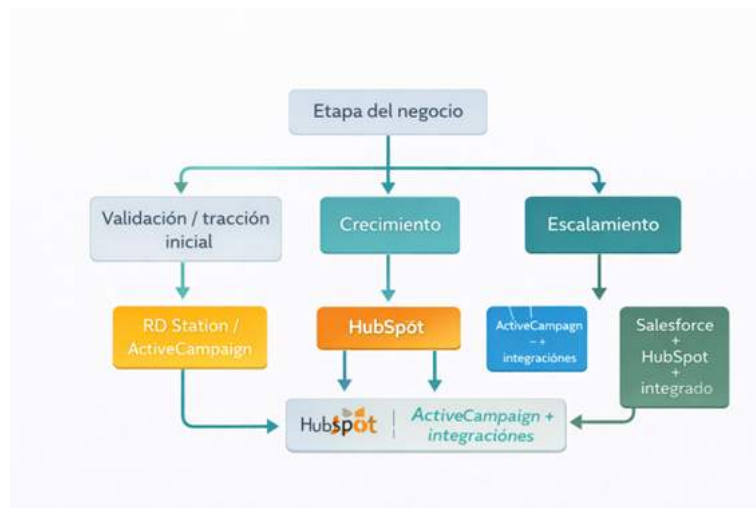 Etapa del negocio
Validación / tracción
inicial
Crecimiento
Escalamiento
RD Station /
ActiveCampaign
HubSpót
ActiveCampagn
– +
integraciónes
Salesforce
+
HubSpot
+
integrado
Hubspot
ActiveCampaign +
integraciónes